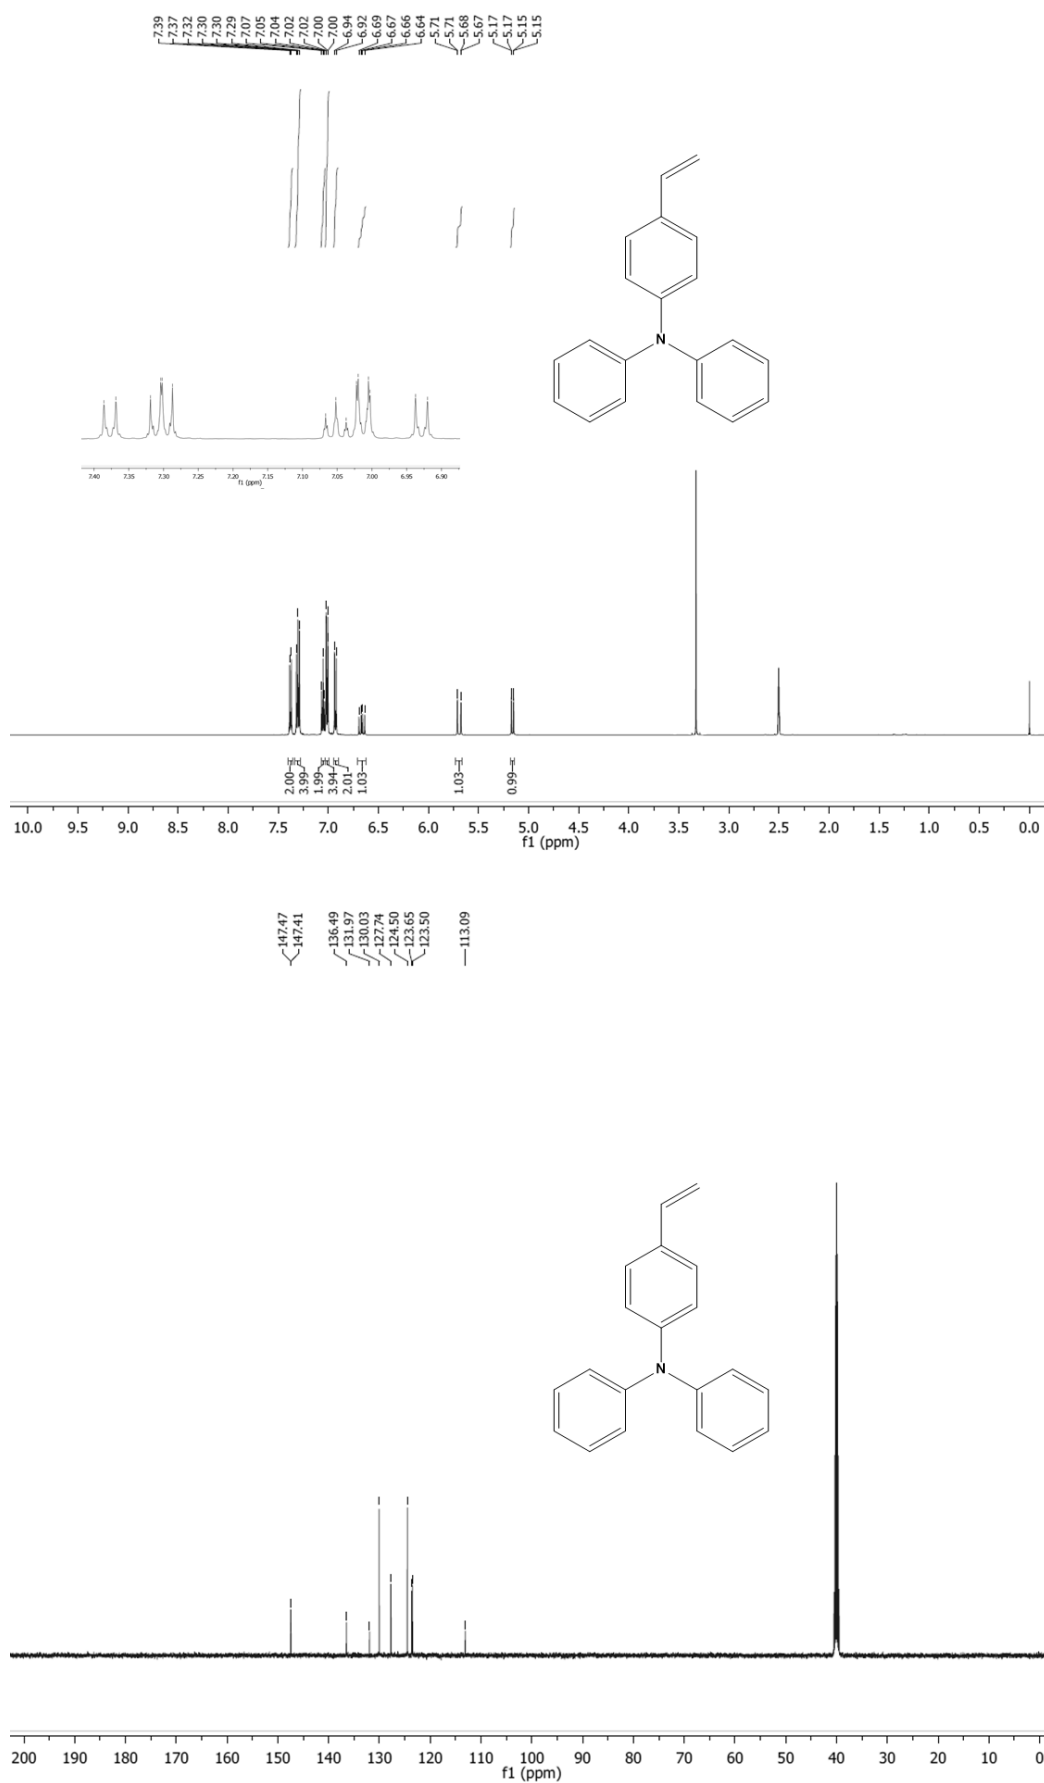 7.39 7.37 7.32 7.30 7.30 7.29 7.07 7.05 7.04 7.02 7.02 7.00 7.00 6.94 6.92 6.69 6.67 6.66 6.64 5.71 5.71 5.68 5.67 5.17 5.17 5.15 5.15
N
7.40 7.35 7.30 7.25 7.20 7.15 7.10 7.05 7.00 6.95 6.90
f1 (ppm)
2.00 3.99 1.99 3.94 2.01 1.03 1.03 0.99
10.0 9.5 9.0 8.5 8.0 7.5 7.0 6.5 6.0 5.5 5.0 4.5 4.0 3.5 3.0 2.5 2.0 1.5 1.0 0.5 0.0
f1 (ppm)
147.47 147.41 136.49 131.97 130.03 127.74 124.50 123.65 123.50 113.09
N
200 190 180 170 160 150 140 130 120 110 100 90 80 70 60 50 40 30 20 10 0
f1 (ppm)